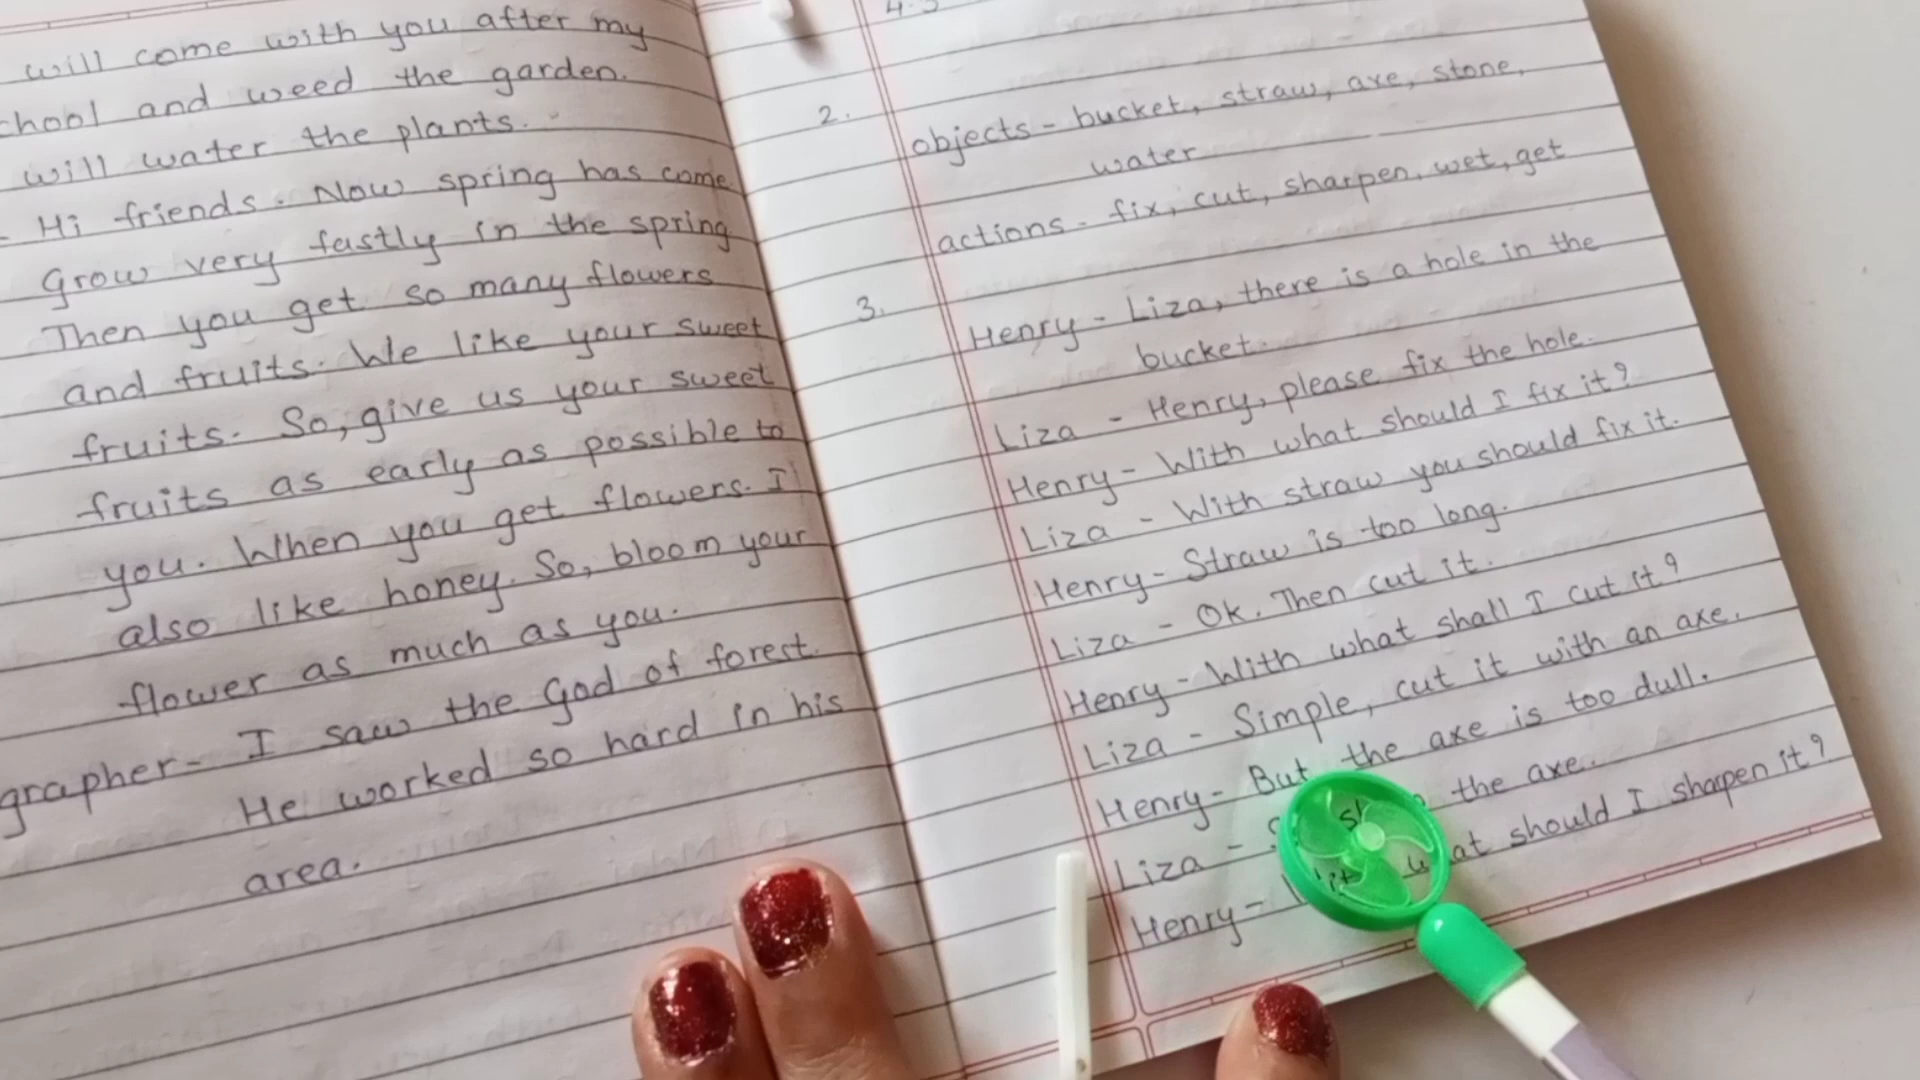 will come with you after my
chool and weed the garden.
will water the plants.
- Hi friends. Now spring has come
Grow very fastly in the spring
Then you get so many flowers
and fruits. We like your sweet
fruits. So, give us your sweet
fruits as early as possible to
you. When you get flowers. I
also like honey. So, bloom your
flower as much as you.
grapher- I saw the God of forest.
He worked so hard in his
area.
4.5
2.
objects - bucket, straw, axe, stone,
water
actions - fix, cut, sharpen, wet, get
3.
Henry - Liza, there is a hole in the
bucket.
Liza - Henry, please fix the hole.
Henry - With what should I fix it?
Liza - With straw you should fix it.
Henry - Straw is too long.
Liza - Ok. Then cut it.
Henry - With what shall I cut it?
Liza - Simple, cut it with an axe.
Henry - But the axe is too dull.
Liza - the axe.
Henry - what should I sharpen it?